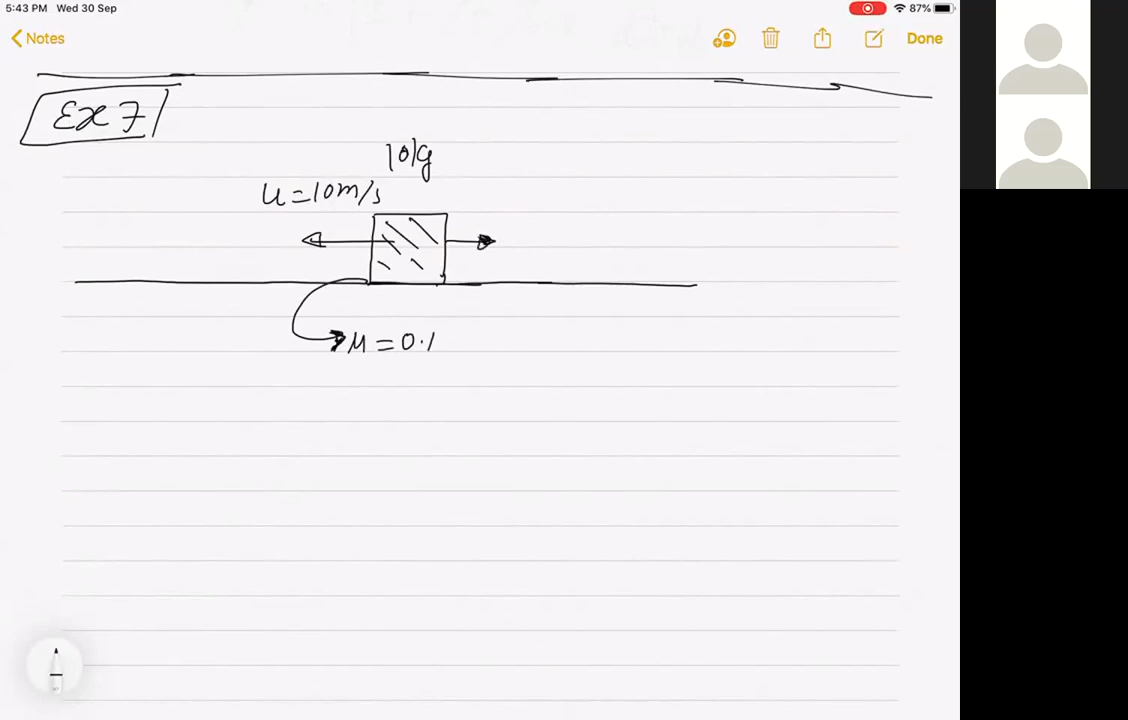 5:43 PM Wed 30 Sep
87%
Notes
Done
EX 7
10kg
u=10m/s
μ=0.1